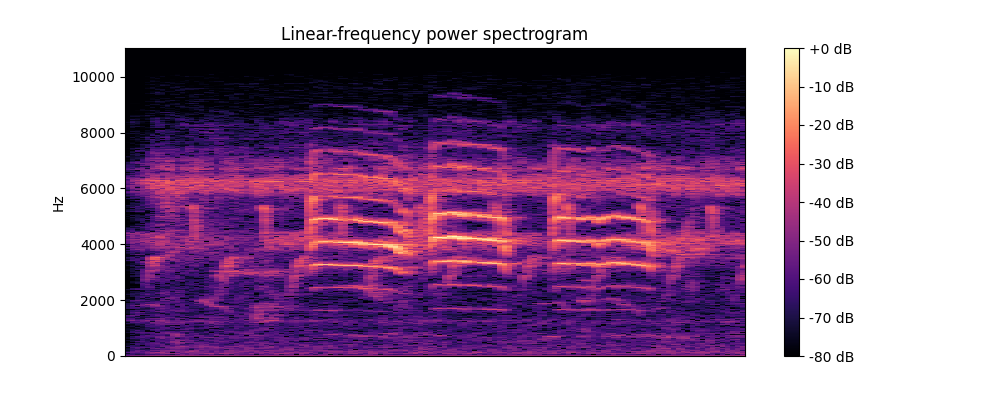 Linear-frequency power spectrogram
Hz
10000
8000
6000
4000
2000
0
+0 dB
-10 dB
-20 dB
-30 dB
-40 dB
-50 dB
-60 dB
-70 dB
-80 dB